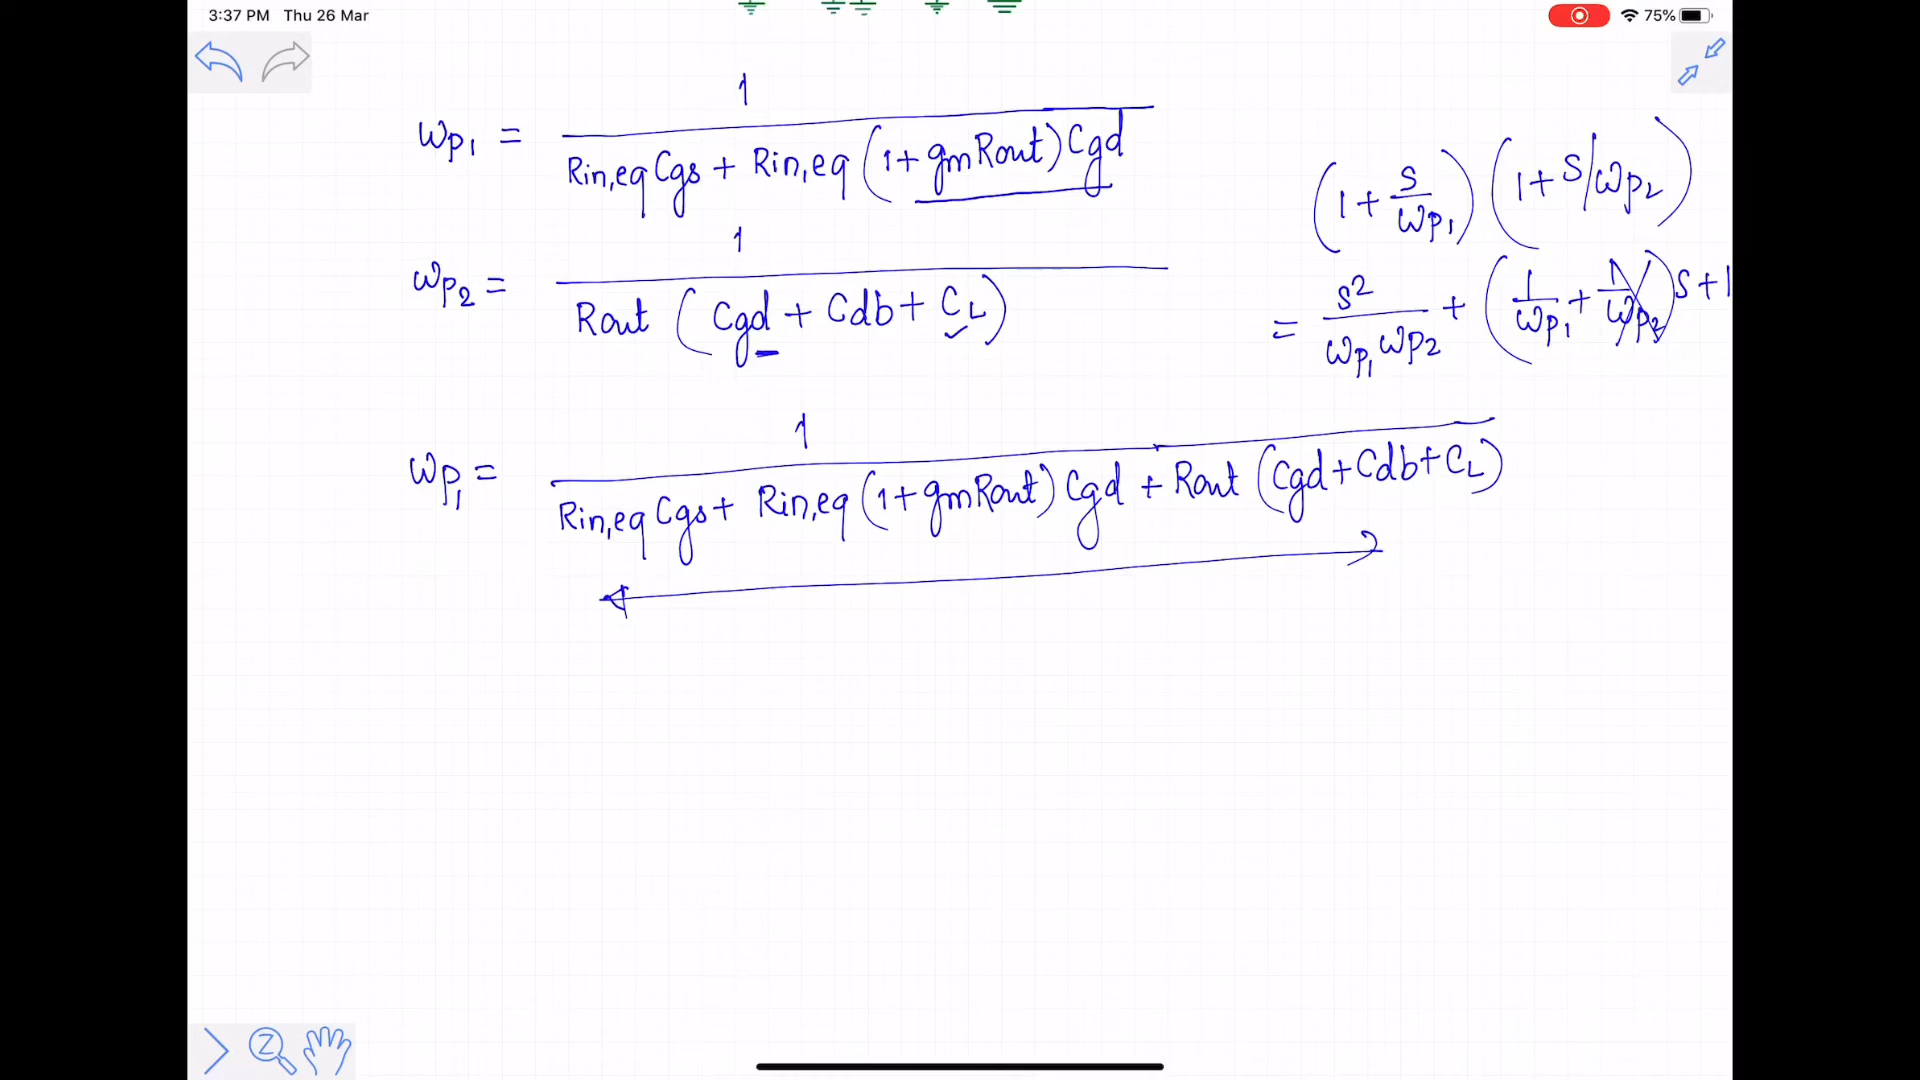 3:37 PM Thu 26 Mar 75%
ωp1 = 1 / (Rin,eq Cgs + Rin,eq (1+ gmRout) Cgd)
(1 + s/ωp1) (1 + s/ωp2)
ωp2 = 1 / (Rout (Cgd + Cdb + CL))
= s²/(ωp1 ωp2) + (1/ωp1 + 1/ωp2) s + 1
ωp1 = 1 / (Rin,eq Cgs + Rin,eq (1+ gmRout) Cgd + Rout (Cgd + Cdb + CL))
Z